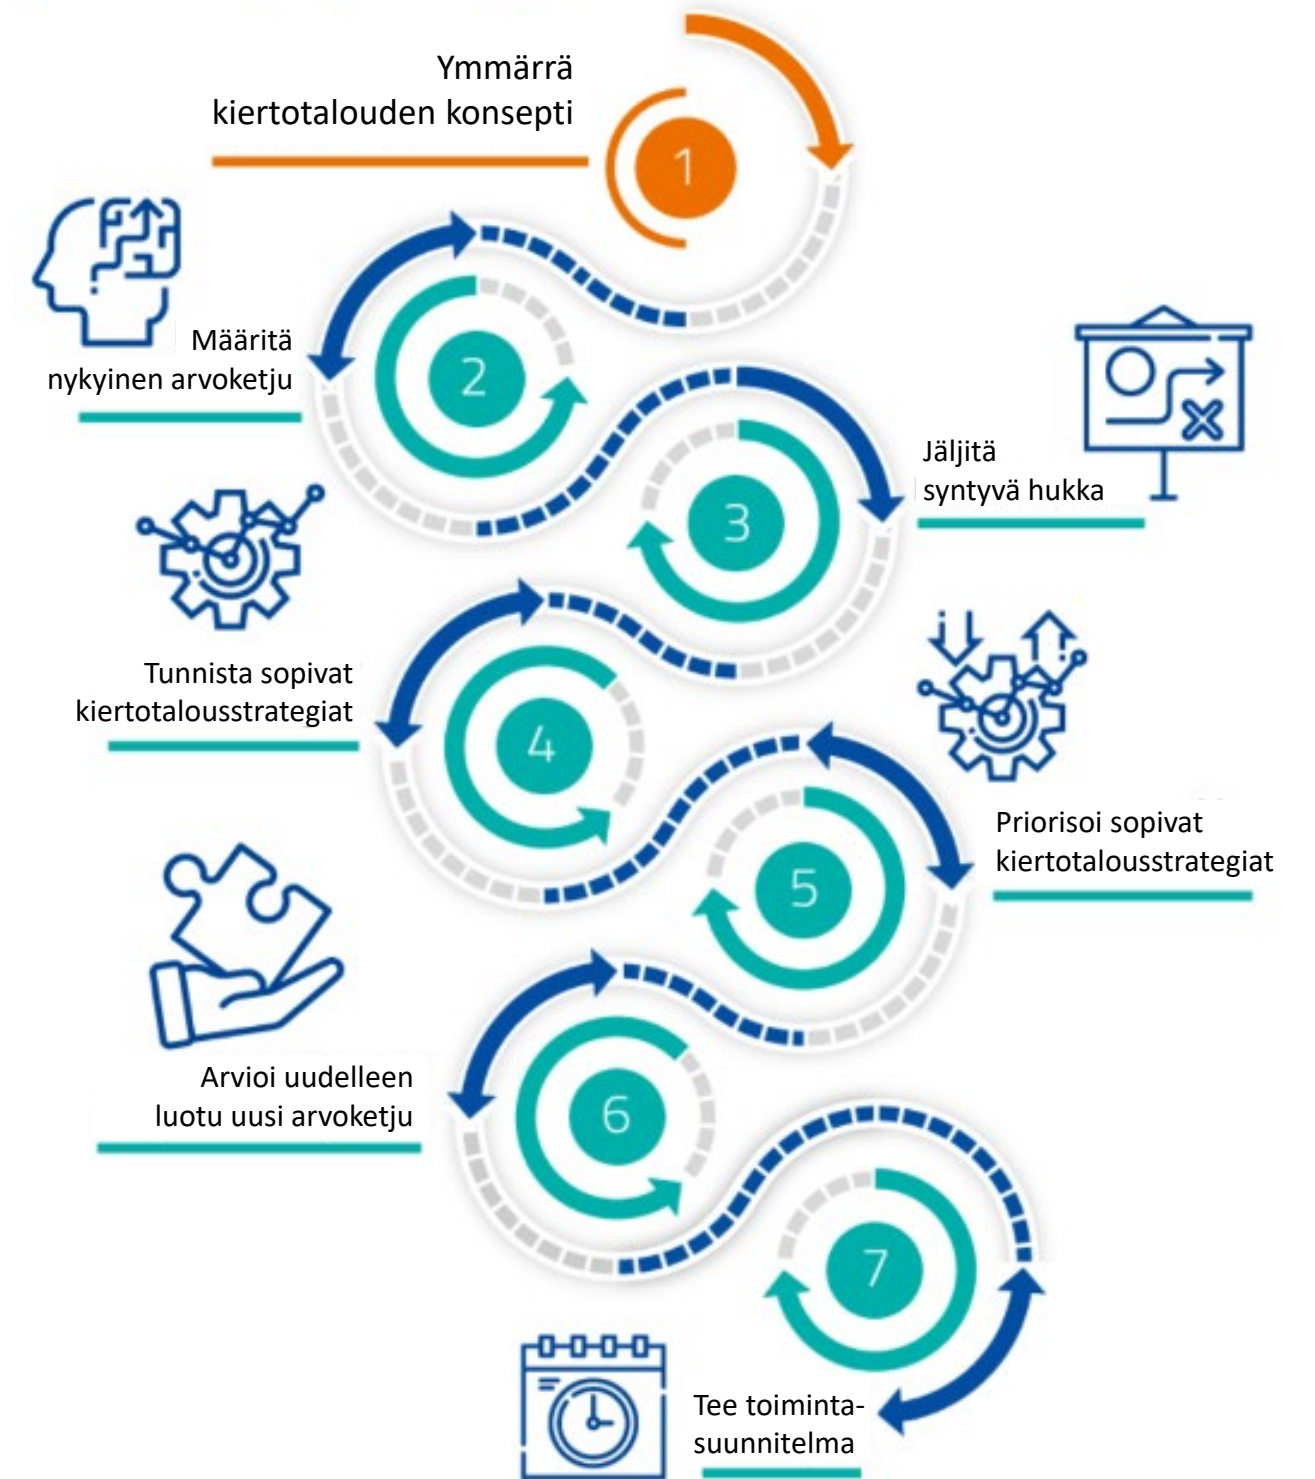 Ymmärrä
kiertotalouden konsepti
1
Määritä
nykyinen arvoketju
2
Jäljitä
syntyvä hukka
3
Tunnista sopivat
kiertotalousstrategiat
4
Priorisoi sopivat
kiertotalousstrategiat
5
Arvioi uudelleen
luotu uusi arvoketju
6
7
Tee toiminta-
suunnitelma